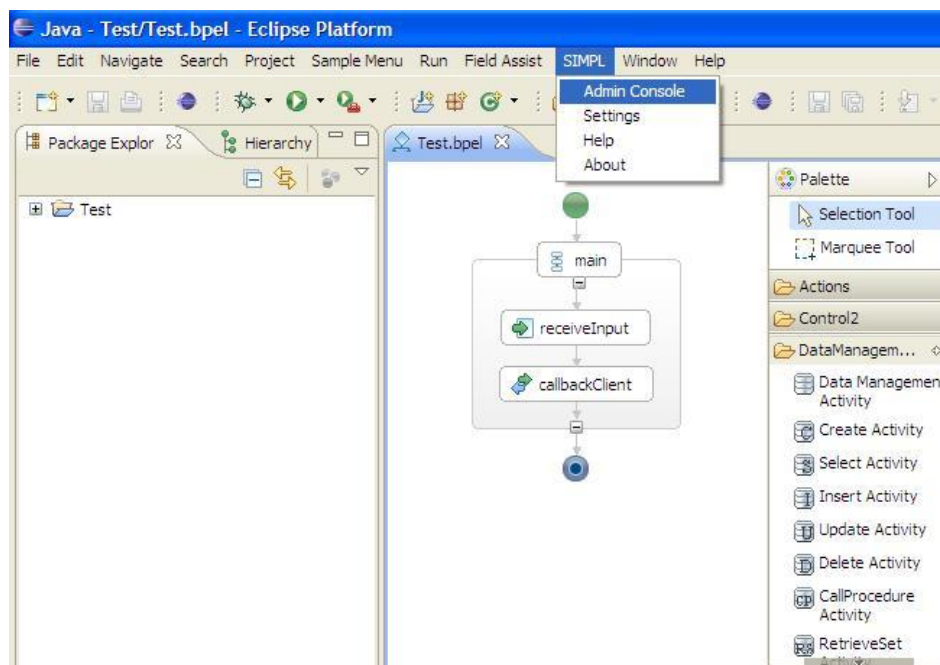 Java - Test/Test.bpel - Eclipse Platform
File Edit Navigate Search Project Sample Menu Run Field Assist SIMPL Window Help
Admin Console
Settings
Help
About
Package Explor
Hierarchy
Test.bpel
Test
main
receiveInput
callbackClient
Palette
Selection Tool
Marquee Tool
Actions
Control2
DataManagem...
Data Managemen
Activity
Create Activity
Select Activity
Insert Activity
Update Activity
Delete Activity
CallProcedure
Activity
RetrieveSet